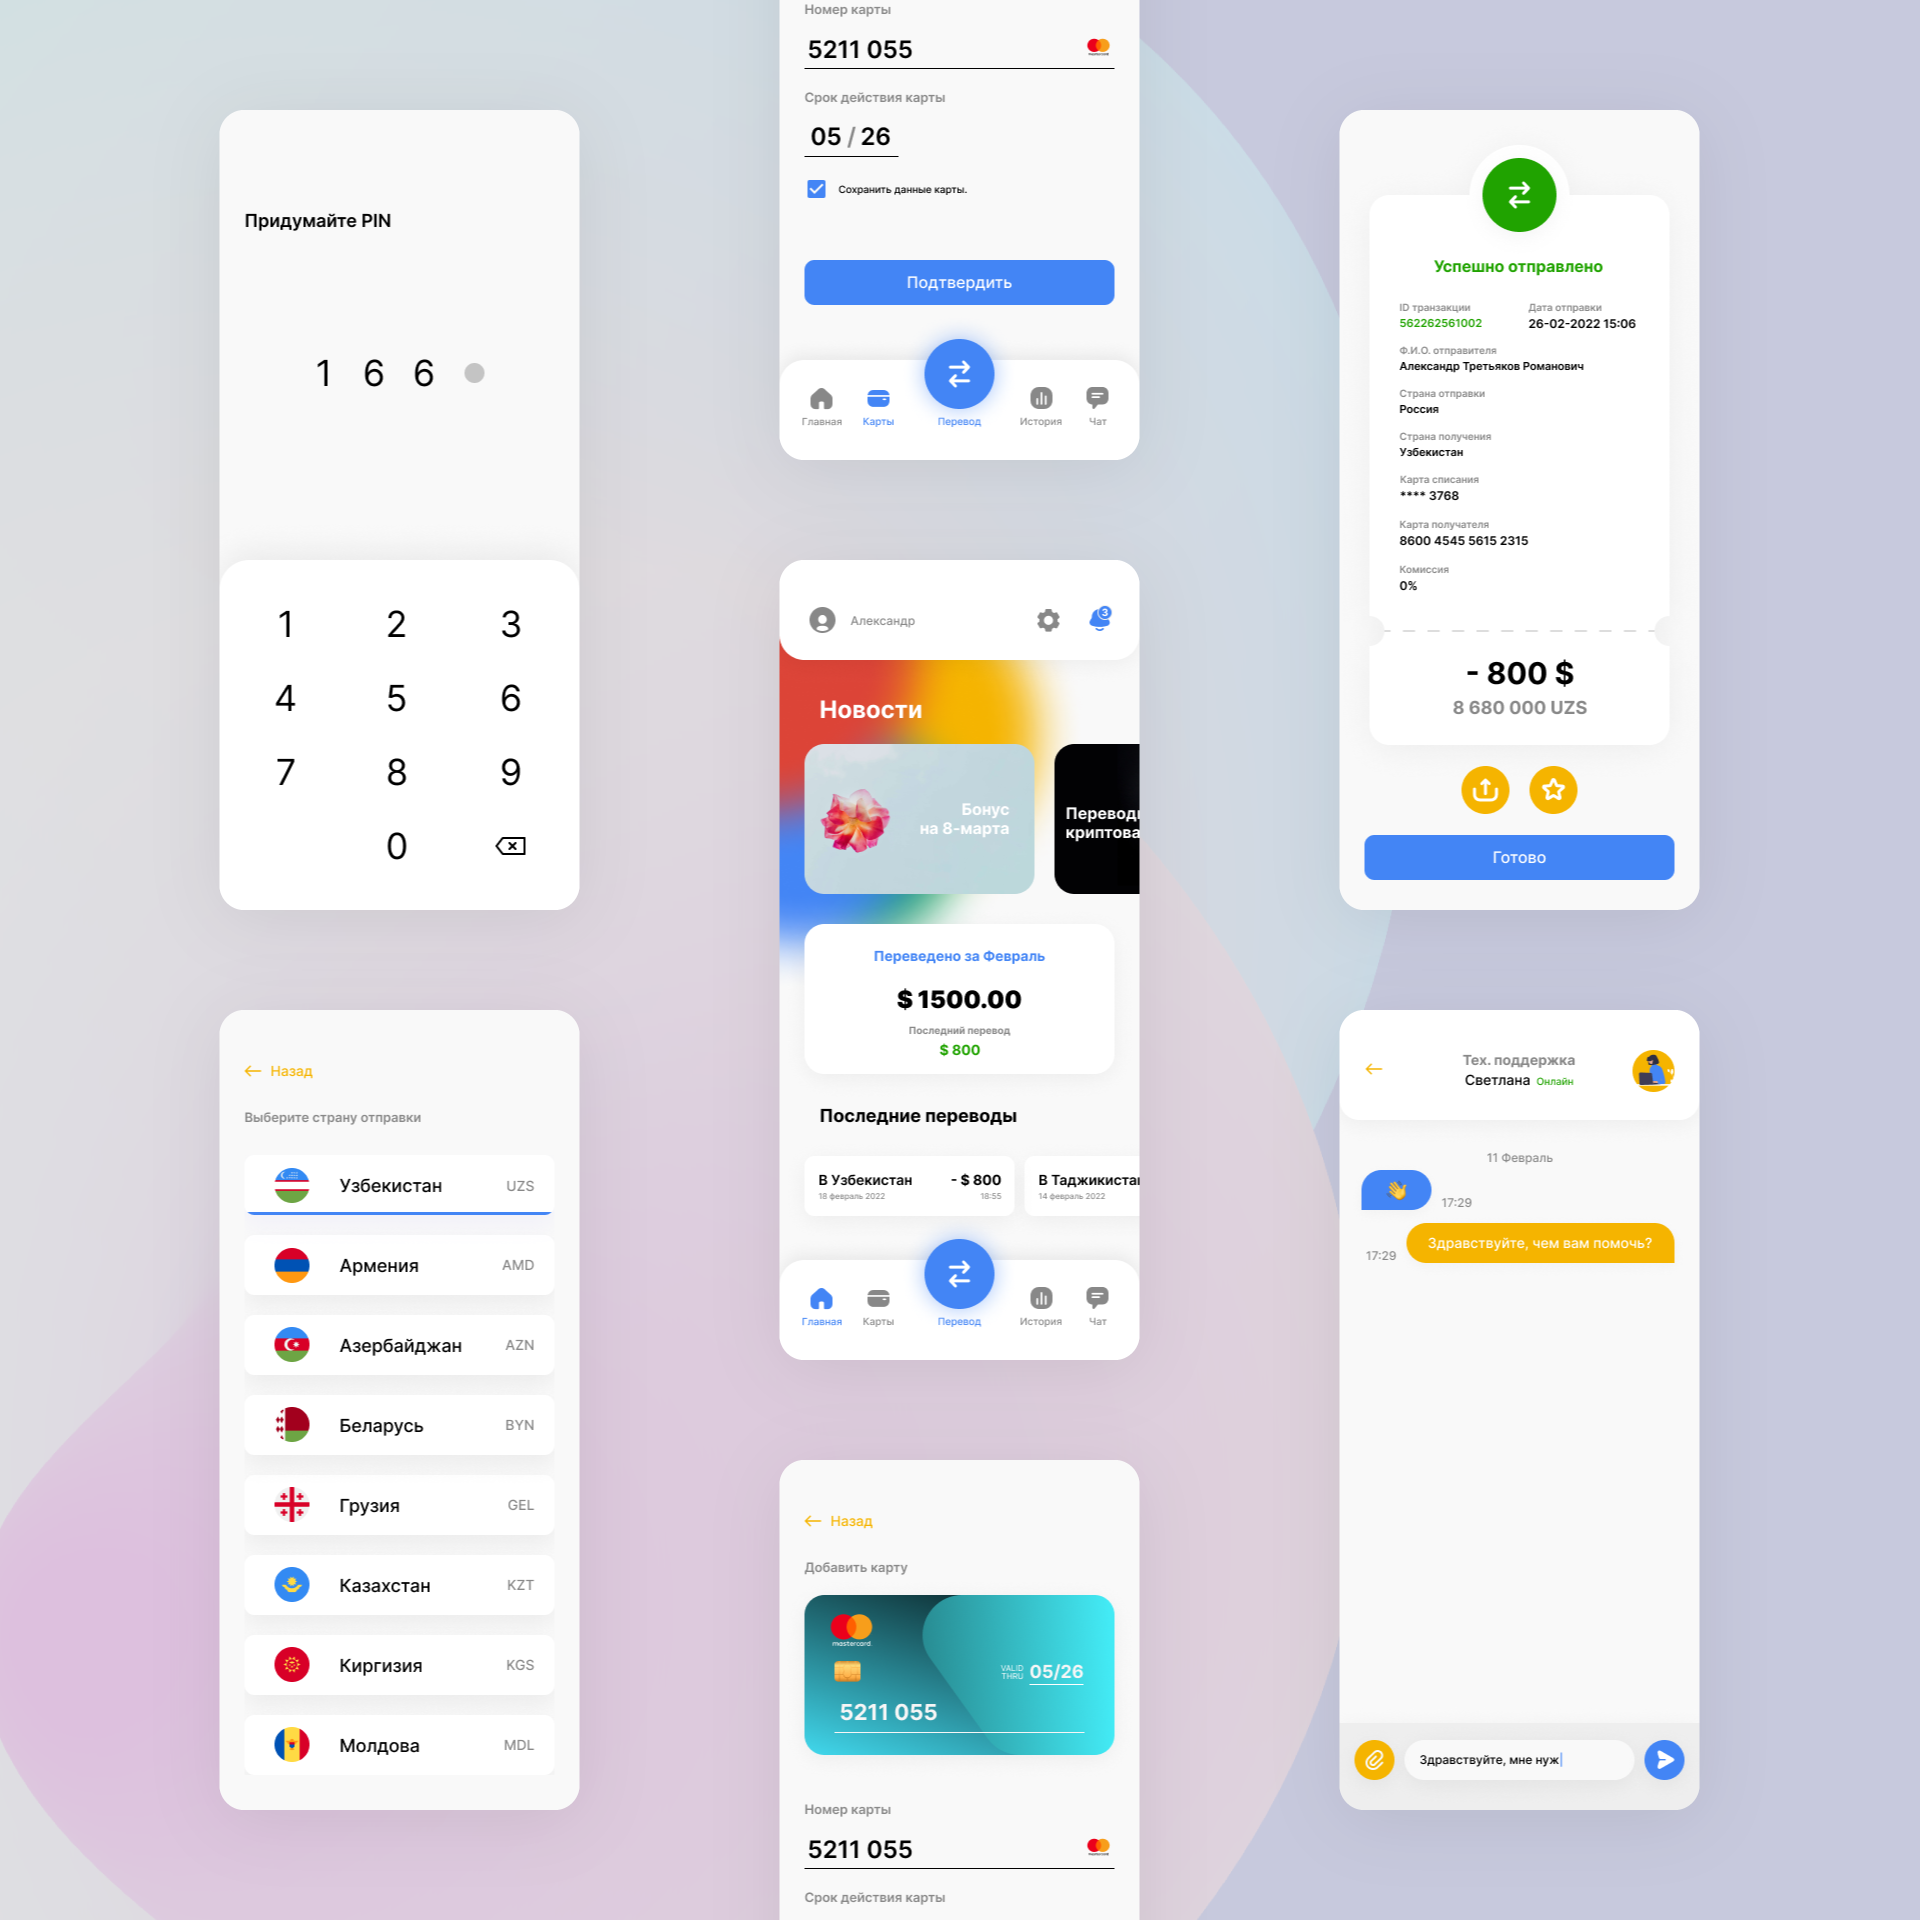 Придумайте PIN
1 6 6
1 2 3
4 5 6
7 8 9
0
Назад
Выберите страну отправки
Узбекистан UZS
Армения AMD
Азербайджан AZN
Беларусь BYN
Грузия GEL
Казахстан KZT
Киргизия KGS
Молдова MDL
Номер карты
5211 055
mastercard
Срок действия карты
05 / 26
Сохранить данные карты.
Подтвердить
Главная Карты Перевод История Чат
Александр
3
Новости
Бонус
на 8-марта
Перевод
криптова
Переведено за Февраль
$ 1500.00
Последний перевод
$ 800
Последние переводы
В Узбекистан - $ 800
18 февраль 2022 18:55
В Таджикистан
14 февраль 2022
Главная Карты Перевод История Чат
Назад
Добавить карту
mastercard
VALID
THRU 05/26
5211 055
Номер карты
5211 055
mastercard
Срок действия карты
Успешно отправлено
ID транзакции Дата отправки
562262561002 26-02-2022 15:06
Ф.И.О. отправителя
Александр Третьяков Романович
Страна отправки
Россия
Страна получения
Узбекистан
Карта списания
**** 3768
Карта получателя
8600 4545 5615 2315
Комиссия
0%
- 800 $
8 680 000 UZS
Готово
Тех. поддержка
Светлана Онлайн
11 Февраль
17:29
17:29 Здравствуйте, чем вам помочь?
Здравствуйте, мне нуж